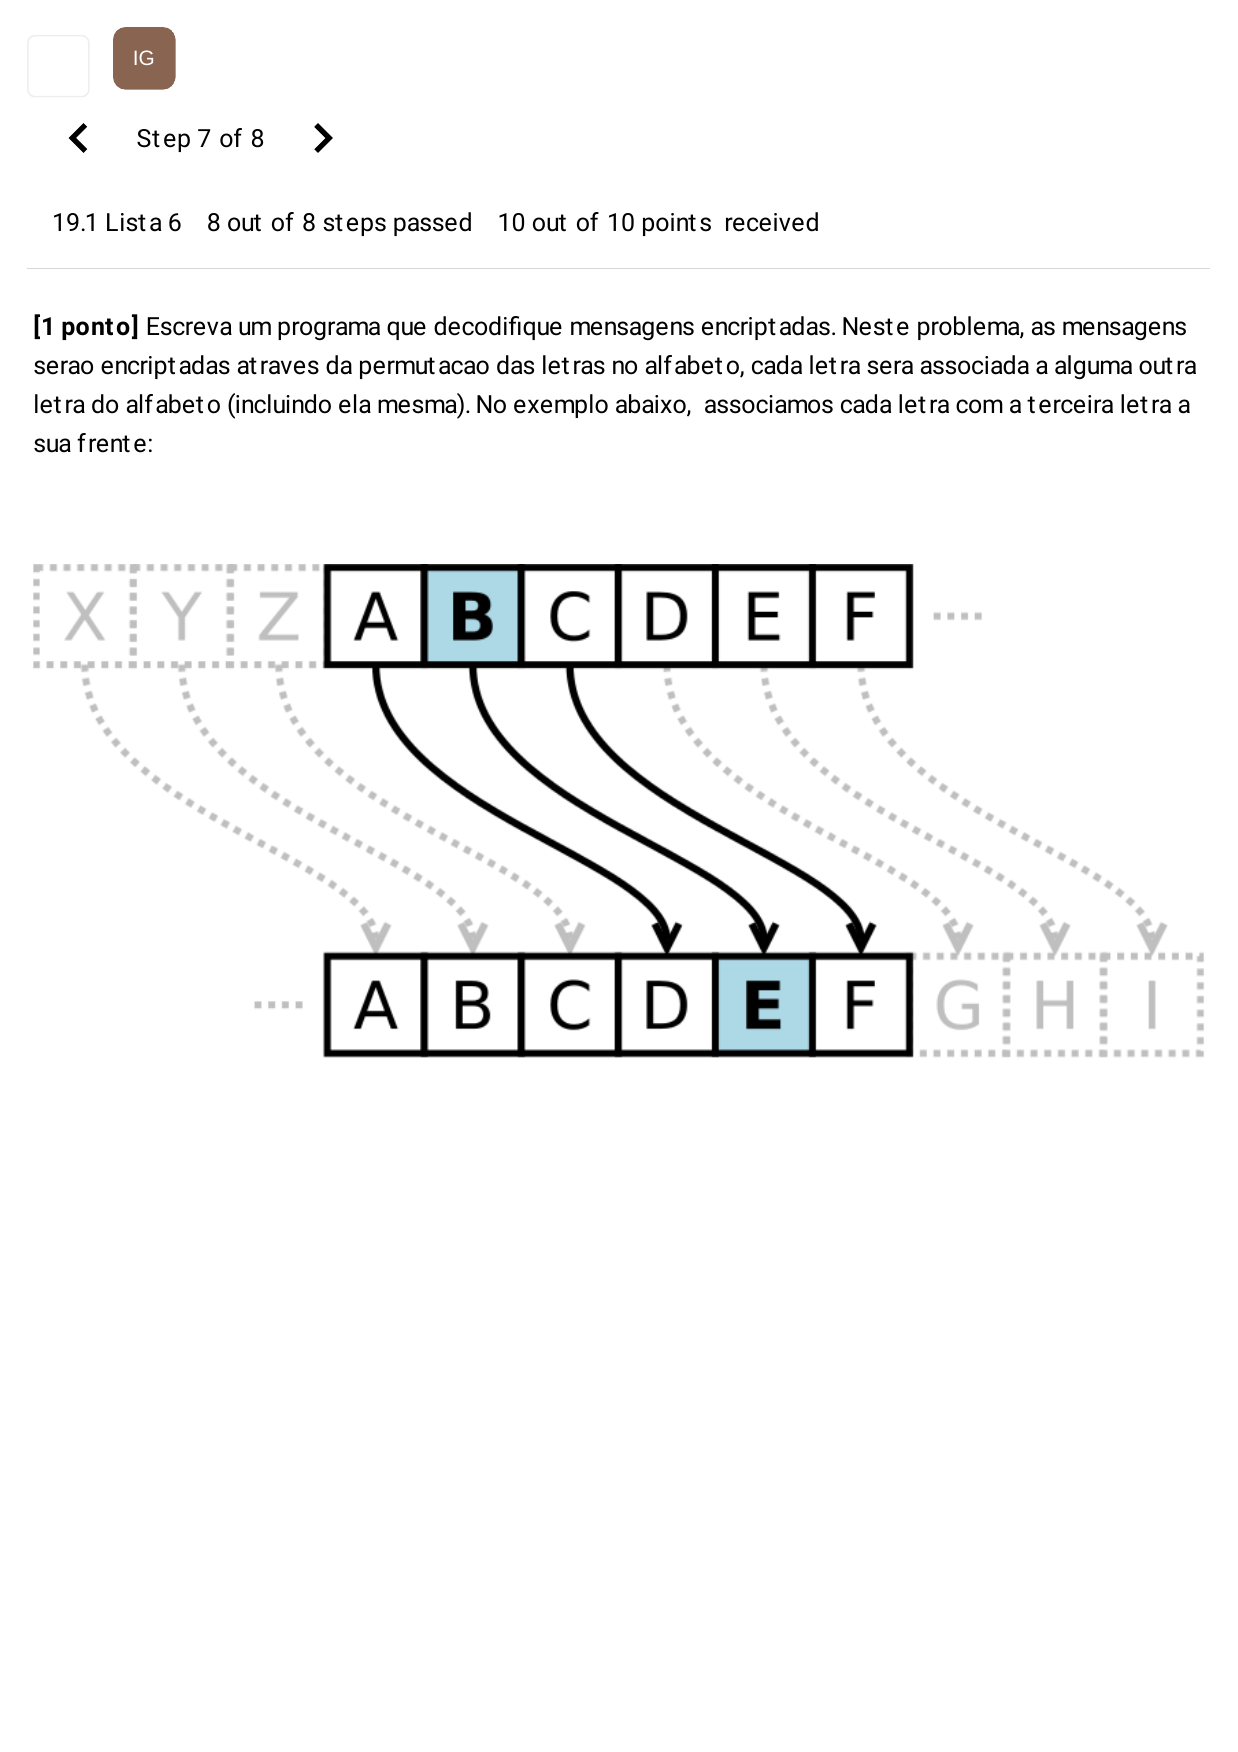 IG
Step 7 of 8
19.1 Lista 6 8 out of 8 steps passed 10 out of 10 points received
[1 ponto] Escreva um programa que decodifique mensagens encriptadas. Neste problema, as mensagens
serao encriptadas atraves da permutacao das letras no alfabeto, cada letra sera associada a alguma outra
letra do alfabeto (incluindo ela mesma). No exemplo abaixo, associamos cada letra com a terceira letra a
sua frente:
X Y Z A B C D E F ....
.... A B C D E F G H I